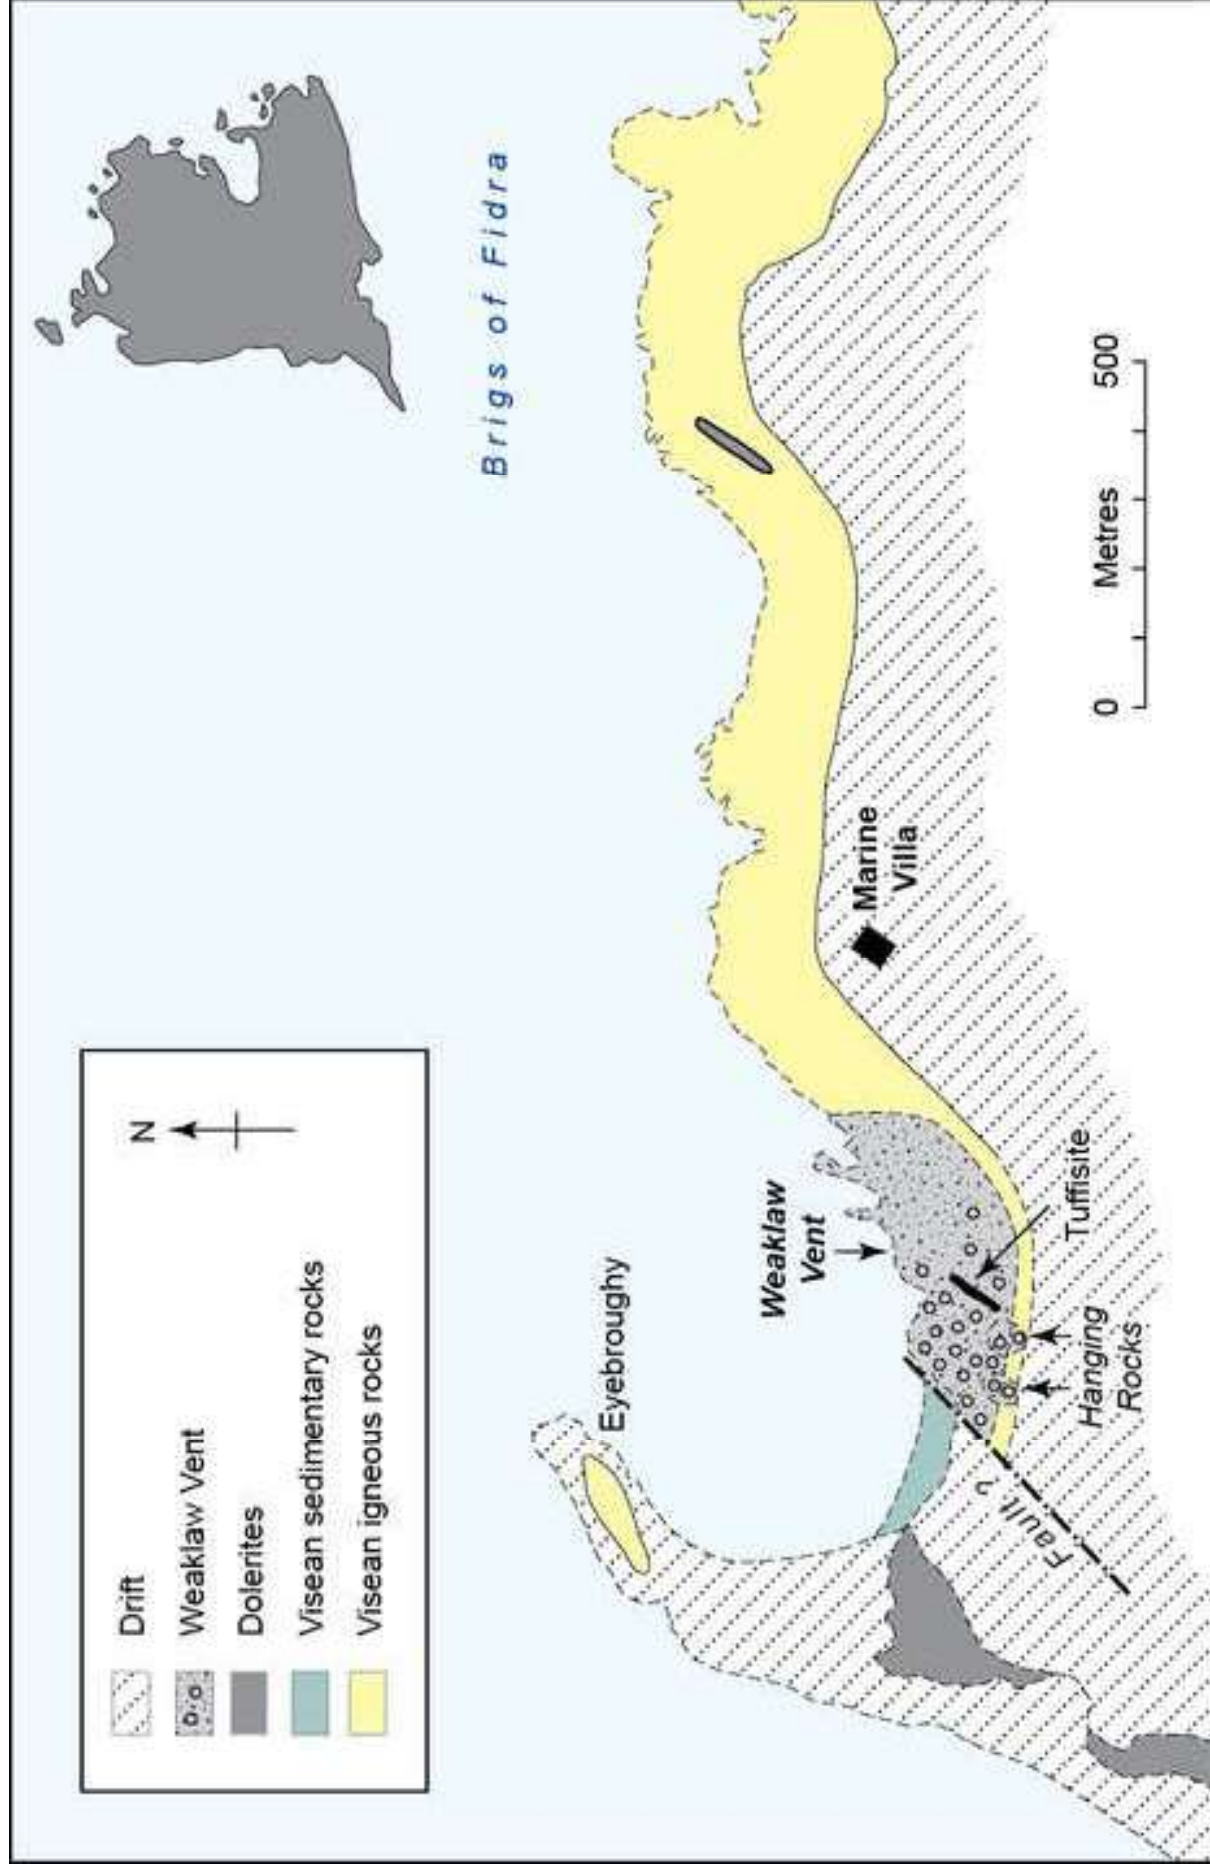 N
Drift
Weaklaw Vent
Dolerites
Visean sedimentary rocks
Visean igneous rocks
Brigs of Fidra
Eyebroughy
Weaklaw
Vent
Marine
Villa
Tuffisite
Hanging
Rocks
Fault ?
0 Metres 500